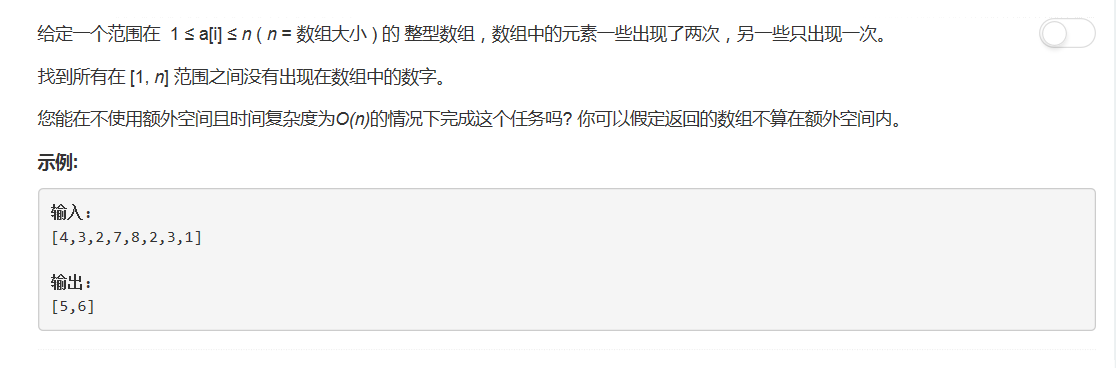 给定一个范围在  1 ≤ a[i] ≤ n ( n = 数组大小 ) 的 整型数组，数组中的元素一些出现了两次，另一些只出现一次。
找到所有在 [1, n] 范围之间没有出现在数组中的数字。
您能在不使用额外空间且时间复杂度为O(n)的情况下完成这个任务吗? 你可以假定返回的数组不算在额外空间内。
示例:
输入：
[4,3,2,7,8,2,3,1]
输出：
[5,6]